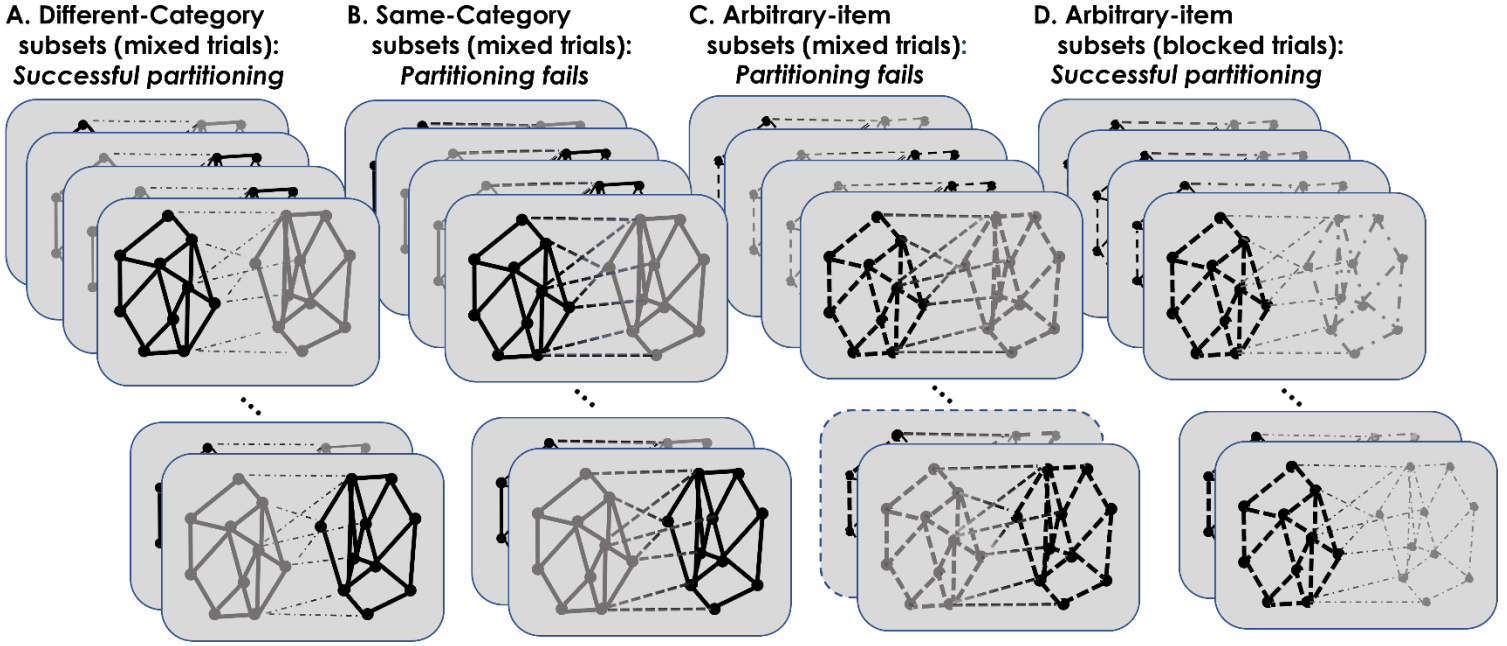 A. Different-Category
subsets (mixed trials):
Successful partitioning
B. Same-Category
subsets (mixed trials):
Partitioning fails
C. Arbitrary-item
subsets (mixed trials):
Partitioning fails
D. Arbitrary-item
subsets (blocked trials):
Successful partitioning